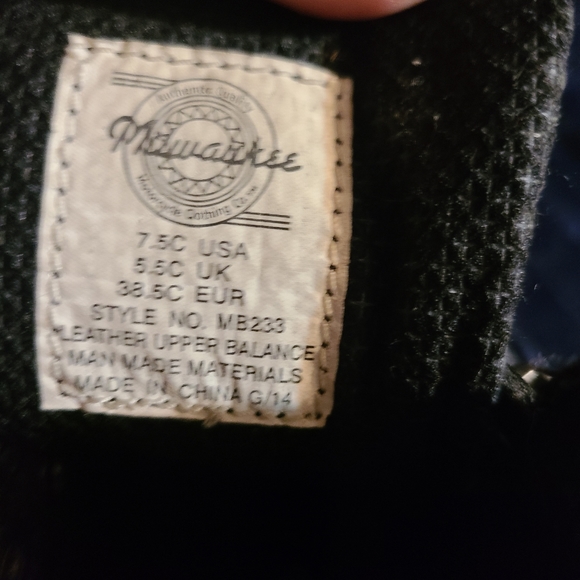 Authentic Quality
Milwaukee
Motorcycle Clothing Co.
7.5C USA
5.5C UK
38.5C EUR
STYLE NO. MB233
LEATHER UPPER BALANCE
MAN MADE MATERIALS
MADE IN CHINA G/14